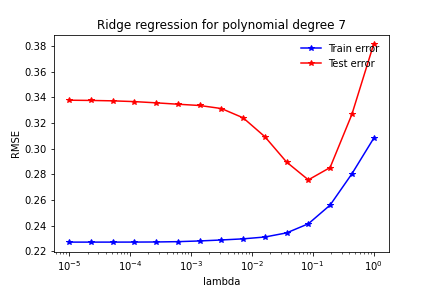 Ridge regression for polynomial degree 7
Train error
Test error
RMSE
0.38
0.36
0.34
0.32
0.30
0.28
0.26
0.24
0.22
10⁻⁵ 10⁻⁴ 10⁻³ 10⁻² 10⁻¹ 10⁰
lambda